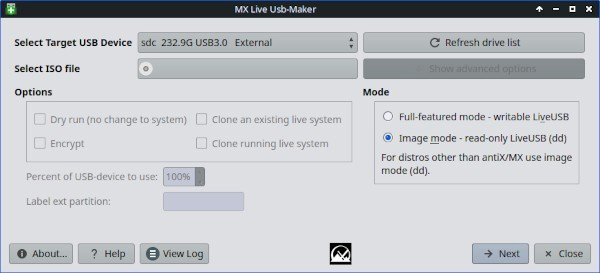 MX Live Usb-Maker
Select Target USB Device
sdc 232.9G USB3.0 External
Refresh drive list
Select ISO file
Show advanced options
Options
Mode
Dry run (no change to system)
Clone an existing live system
Encrypt
Clone running live system
Full-featured mode - writable LiveUSB
Image mode - read-only LiveUSB (dd)
For distros other than antiX/MX use image
mode (dd).
Percent of USB-device to use:
100%
Label ext partition:
About...
? Help
View Log
Next
Close